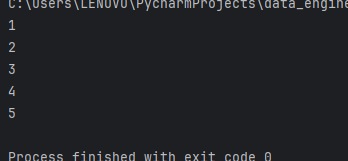 C:\Users\LENOVO\PycharmProjects\data_engine
1
2
3
4
5
Process finished with exit code 0